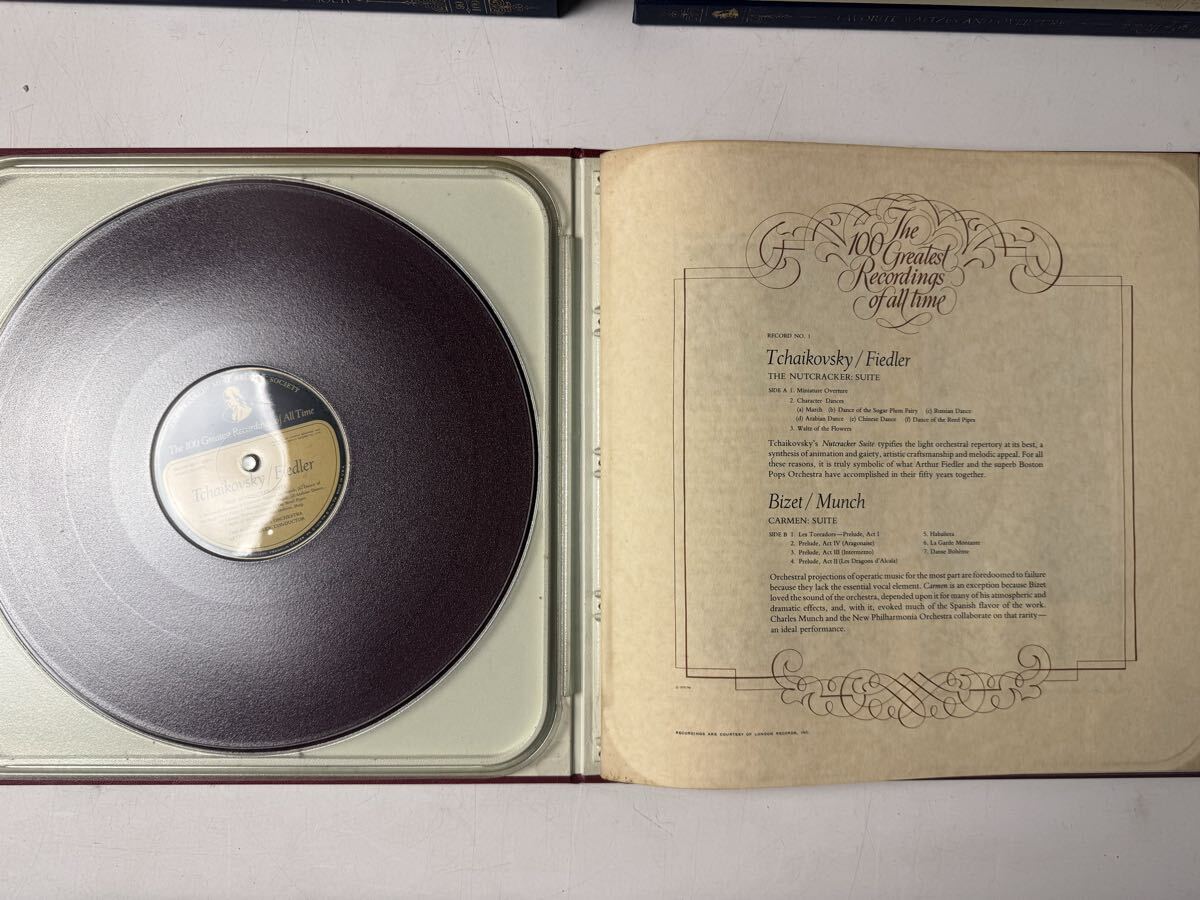 FAVORITE WALTZES AND OVERTURES
SOCIETY
The 100 Greatest Recordings of All Time
Tchaikovsky/Fiedler
ORCHESTRA
CONDUCTOR
The
100 Greatest
Recordings
of all time
RECORD NO. 1
Tchaikovsky / Fiedler
THE NUTCRACKER: SUITE
SIDE A 1. Miniature Overture
2. Character Dances
(a) March (b) Dance of the Sugar Plum Fairy (c) Russian Dance
(d) Arabian Dance (e) Chinese Dance (f) Dance of the Reed Pipes
3. Waltz of the Flowers
Tchaikovsky's Nutcracker Suite typifies the light orchestral repertory at its best, a
synthesis of animation and gaiety, artistic craftsmanship and melodic appeal. For all
these reasons, it is truly symbolic of what Arthur Fiedler and the superb Boston
Pops Orchestra have accomplished in their fifty years together.
Bizet / Munch
CARMEN: SUITE
SIDE B 1. Les Toreadors—Prelude, Act I
2. Prelude, Act IV (Aragonaise)
3. Prelude, Act III (Intermezzo)
4. Prelude, Act II (Les Dragons d'Alcala)
5. Habañera
6. La Garde Montante
7. Danse Bohème
Orchestral projections of operatic music for the most part are foredoomed to failure
because they lack the essential vocal element. Carmen is an exception because Bizet
loved the sound of the orchestra, depended upon it for many of his atmospheric and
dramatic effects, and, with it, evoked much of the Spanish flavor of the work.
Charles Munch and the New Philharmonia Orchestra collaborate on that rarity—
an ideal performance.
RECORDINGS ARE COURTESY OF LONDON RECORDS, INC.